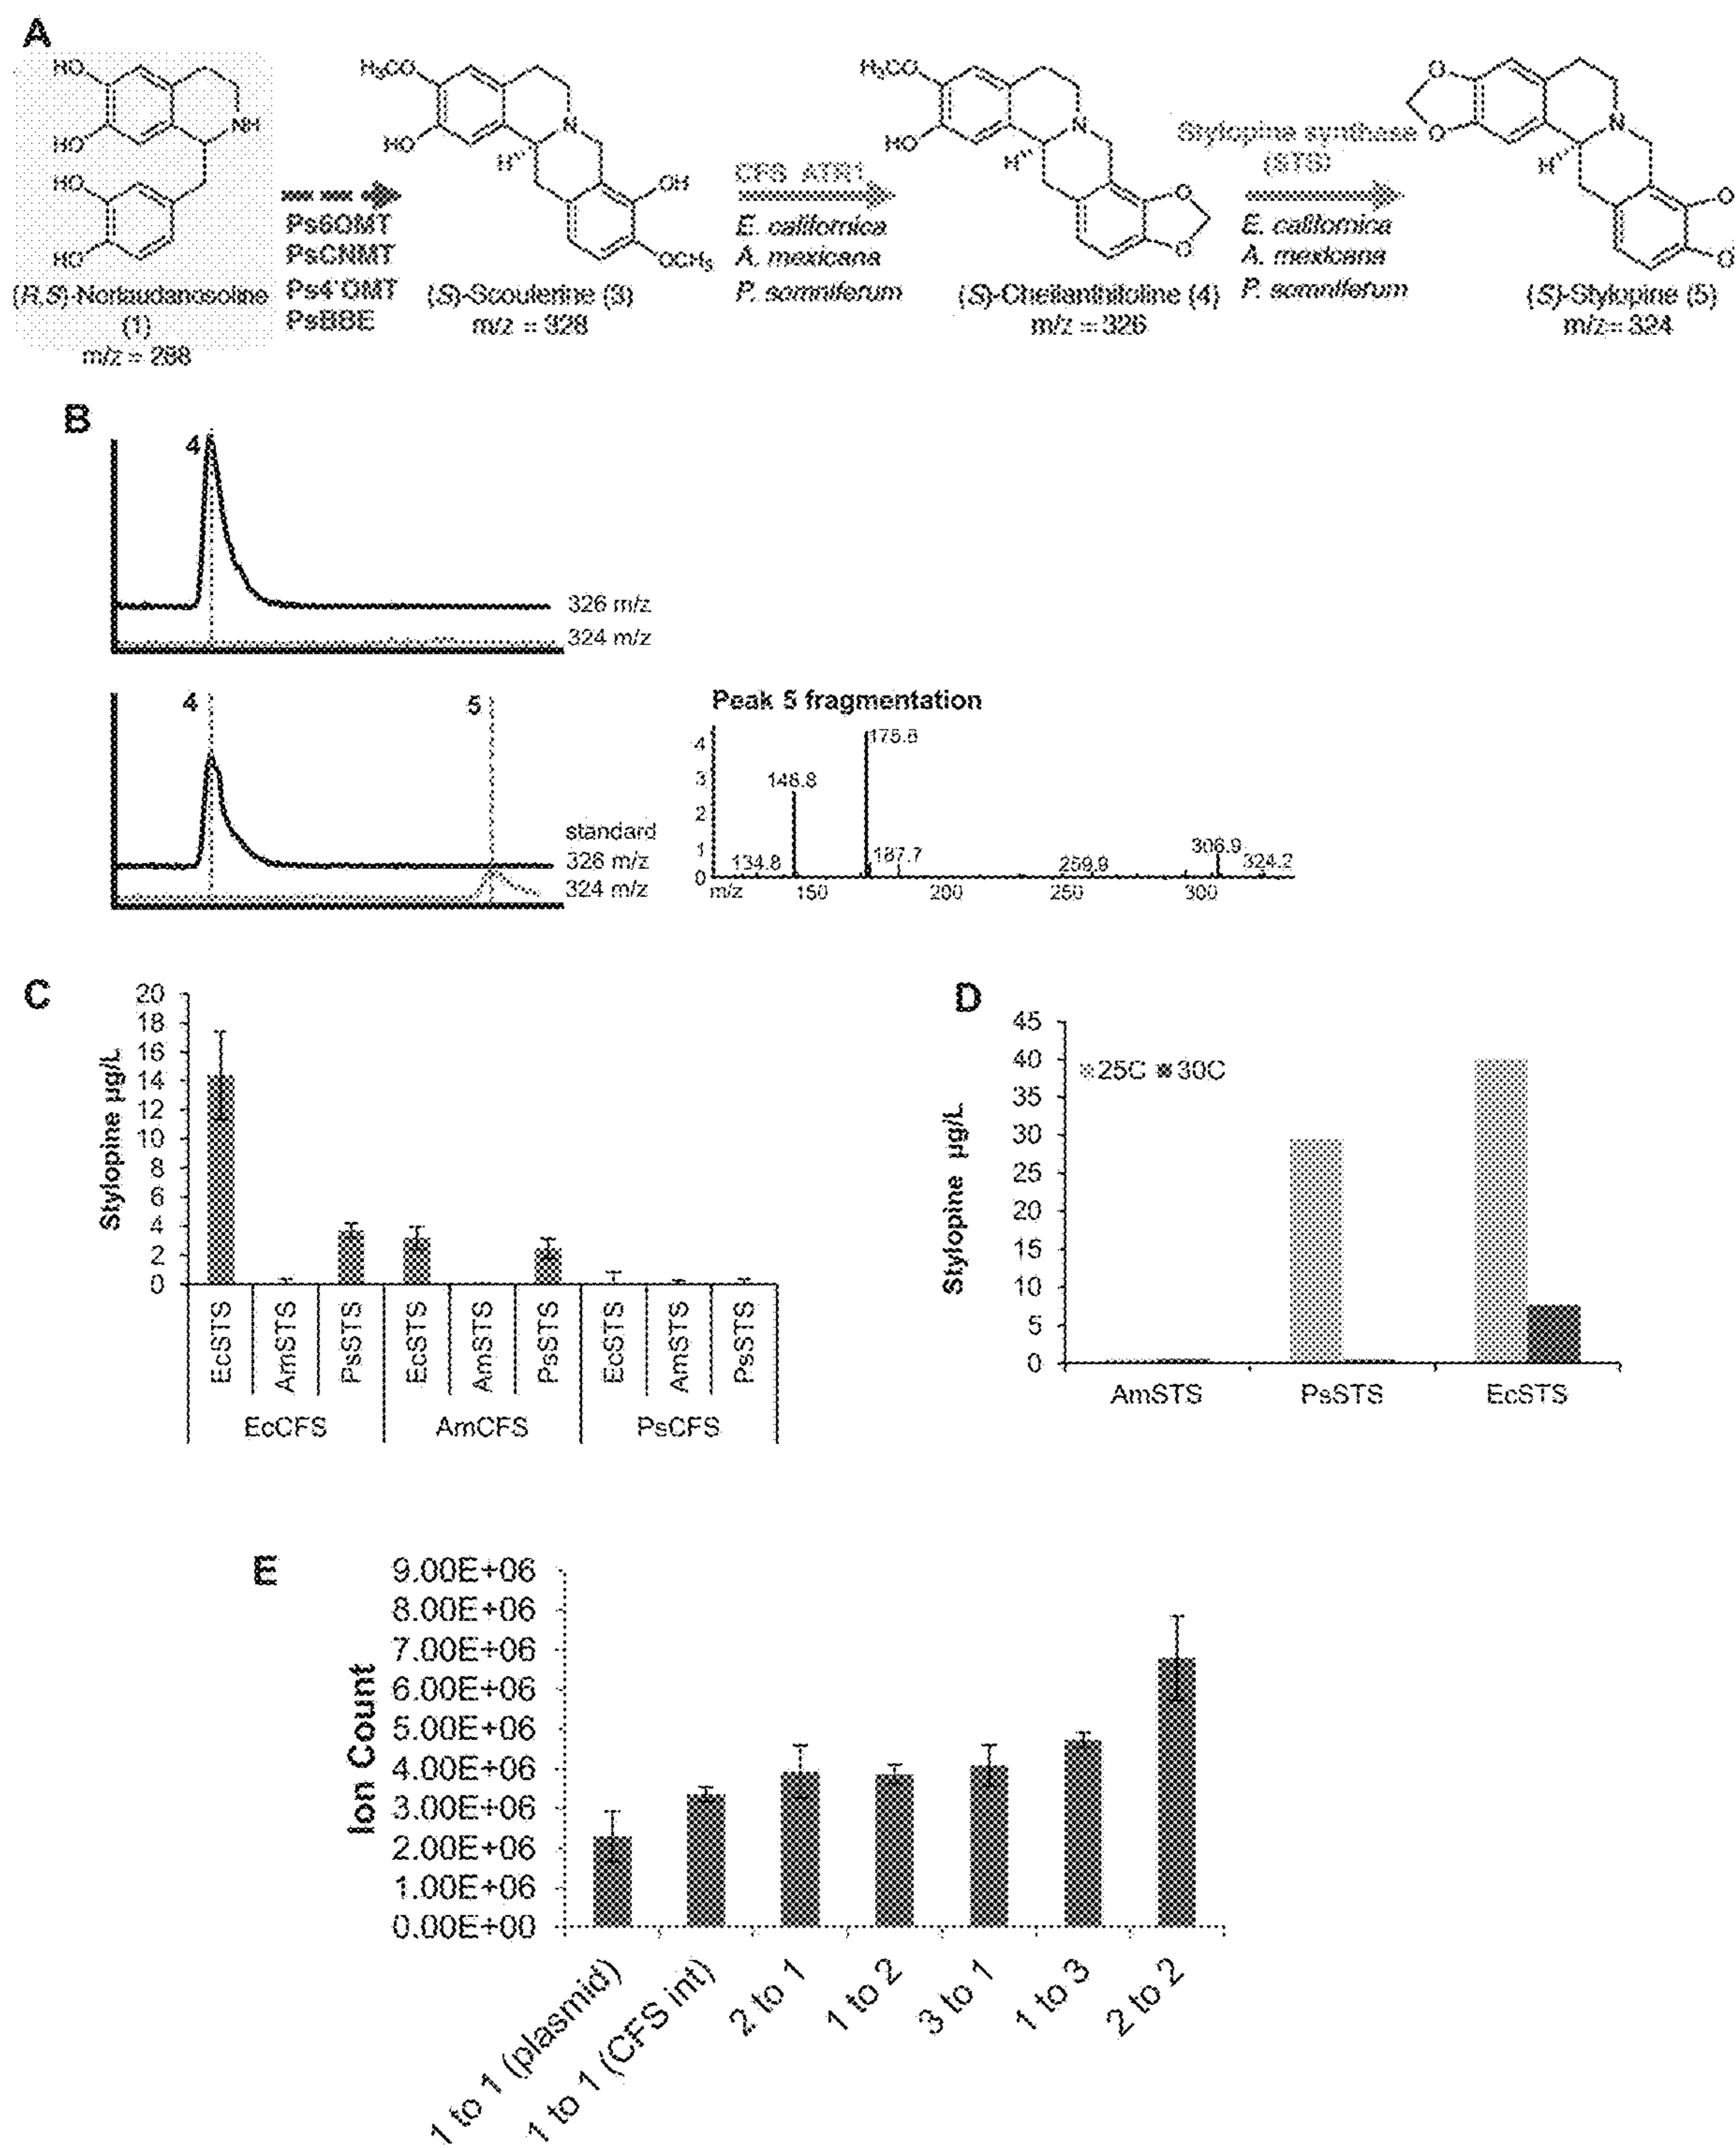 A
HO
HO
NH
HO
HO
(R,S)-Norlaudanosoline
(1)
m/z = 288
Ps6OMT
PsCNMT
Ps4'OMT
PsBBE
H₃CO
HO
N
H
OH
OCH₃
(S)-Scoulerine (3)
m/z = 328
CFS ATR1
E. californica
A. mexicana
P. somniferum
H₃CO
HO
N
H
O
O
(S)-Cheilanthifoline (4)
m/z = 326
Stylopine synthase
(STS)
E. californica
A. mexicana
P. somniferum
O
O
N
H
O
O
(S)-Stylopine (5)
m/z = 324
B
4
326 m/z
324 m/z
4
5
standard
326 m/z
324 m/z
Peak 5 fragmentation
4
3
2
1
0
134.8
148.8
175.8
187.7
259.9
306.9
324.2
m/z 150 200 250 300
C
Stylopine µg/L
20
18
16
14
12
10
8
6
4
2
0
EcSTS
AmSTS
PsSTS
EcSTS
AmSTS
PsSTS
EcSTS
AmSTS
PsSTS
EcCFS AmCFS PsCFS
D
Stylopine µg/L
45
40
35
30
25
20
15
10
5
0
25C 30C
AmSTS PsSTS EcSTS
E
Ion Count
9.00E+06
8.00E+06
7.00E+06
6.00E+06
5.00E+06
4.00E+06
3.00E+06
2.00E+06
1.00E+06
0.00E+00
1 to 1 (plasmid)
1 to 1 (CFS int)
2 to 1
1 to 2
3 to 1
1 to 3
2 to 2